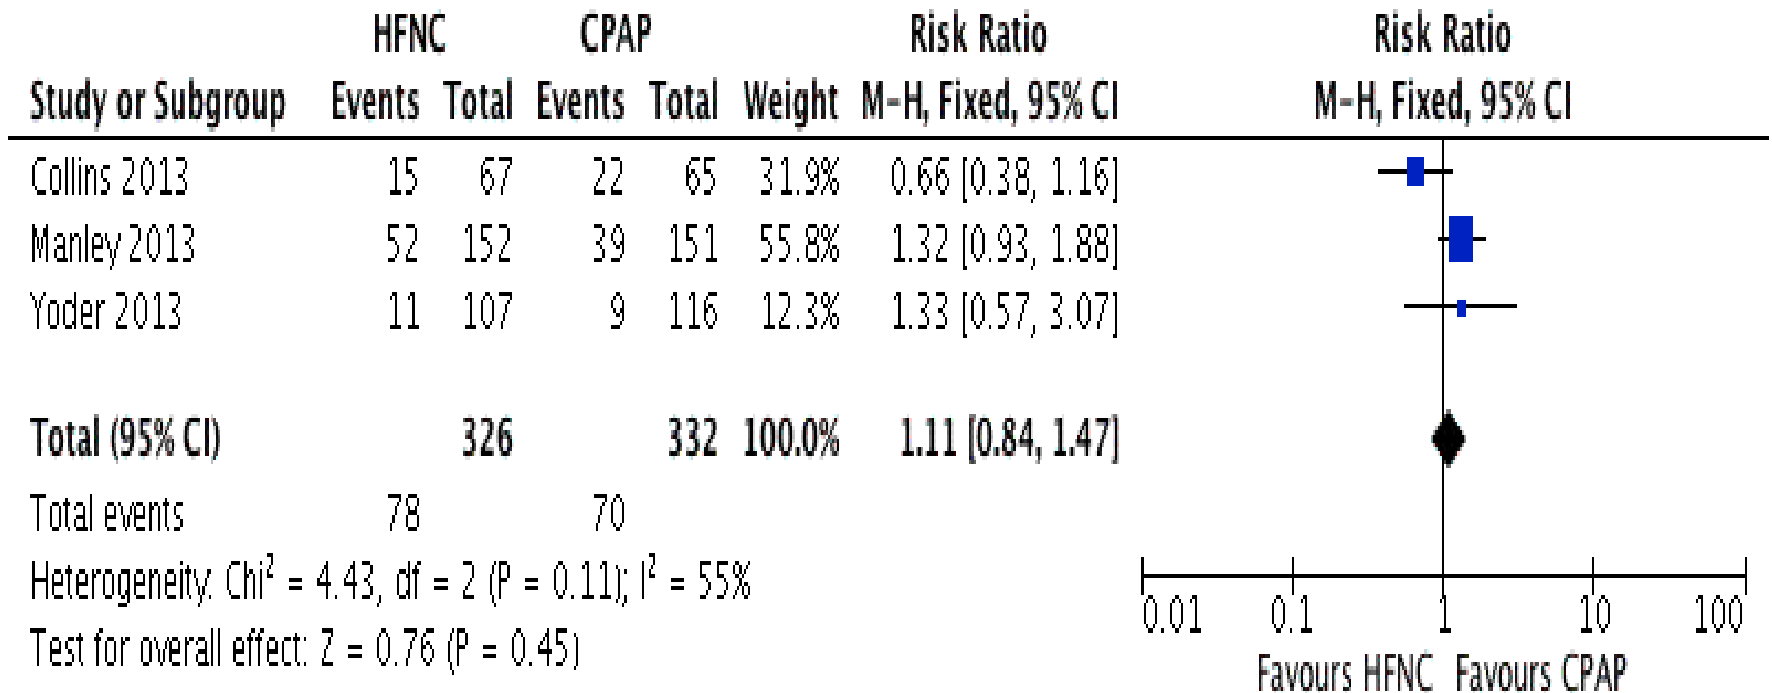 HFNC CPAP Risk Ratio Risk Ratio
Study or Subgroup Events Total Events Total Weight M-H, Fixed, 95% CI M-H, Fixed, 95% CI
Collins 2013 15 67 22 65 31.9% 0.66 [0.38, 1.16]
Manley 2013 52 152 39 151 55.8% 1.32 [0.93, 1.88]
Yoder 2013 11 107 9 116 12.3% 1.33 [0.57, 3.07]
Total (95% CI) 326 332 100.0% 1.11 [0.84, 1.47]
Total events 78 70
Heterogeneity: Chi² = 4.43, df = 2 (P = 0.11); I² = 55%
Test for overall effect: Z = 0.76 (P = 0.45)
0.01 0.1 1 10 100
Favours HFNC Favours CPAP